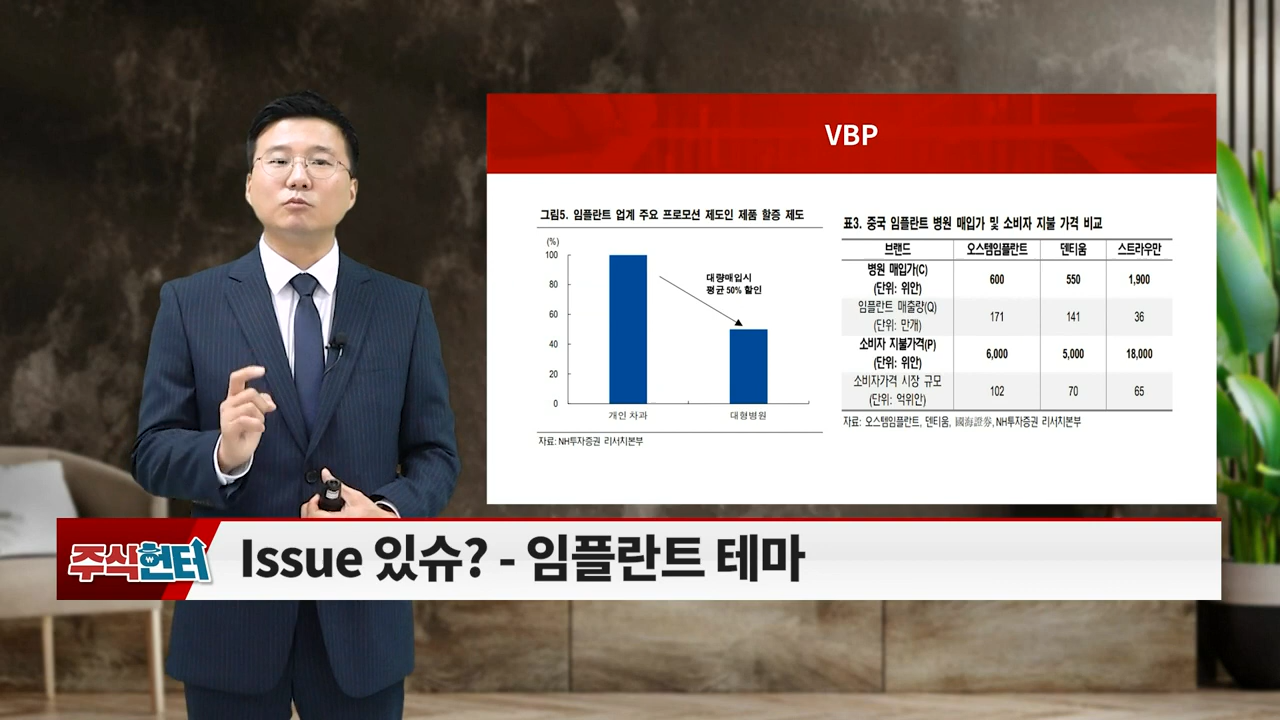 VBP
그림5. 임플란트 업계 주요 프로모션 제도인 제품 할증 제도
(%)
100
80
60
40
20
0
대량매입시
평균 50% 할인
개인 치과
대형병원
자료: NH투자증권 리서치본부
표3. 중국 임플란트 병원 매입가 및 소비자 지불 가격 비교
브랜드 오스템임플란트 덴티움 스트라우만
병원 매입가(C)
(단위: 위안) 600 550 1,900
임플란트 매출량(Q)
(단위: 만개) 171 141 36
소비자 지불가격(P)
(단위: 위안) 6,000 5,000 18,000
소비자가격 시장 규모
(단위: 억위안) 102 70 65
자료: 오스템임플란트, 덴티움, 國海證券, NH투자증권 리서치본부
주식헌터
Issue 있슈? - 임플란트 테마